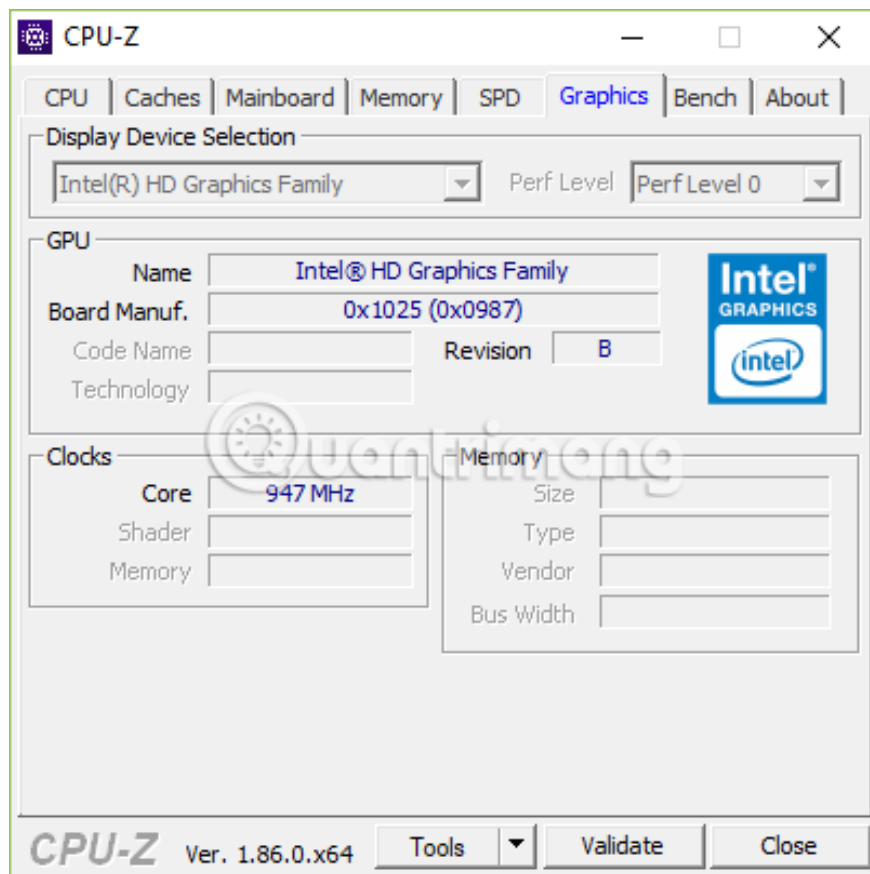 CPU-Z
CPU Caches Mainboard Memory SPD Graphics Bench About
Display Device Selection
Intel(R) HD Graphics Family Perf Level Perf Level 0
GPU
Name Intel® HD Graphics Family
Board Manuf. 0x1025 (0x0987)
Code Name Revision B
Technology
Intel®
GRAPHICS
intel
Quantrimang
Clocks
Core 947 MHz
Shader
Memory
Memory
Size
Type
Vendor
Bus Width
CPU-Z Ver. 1.86.0.x64 Tools Validate Close